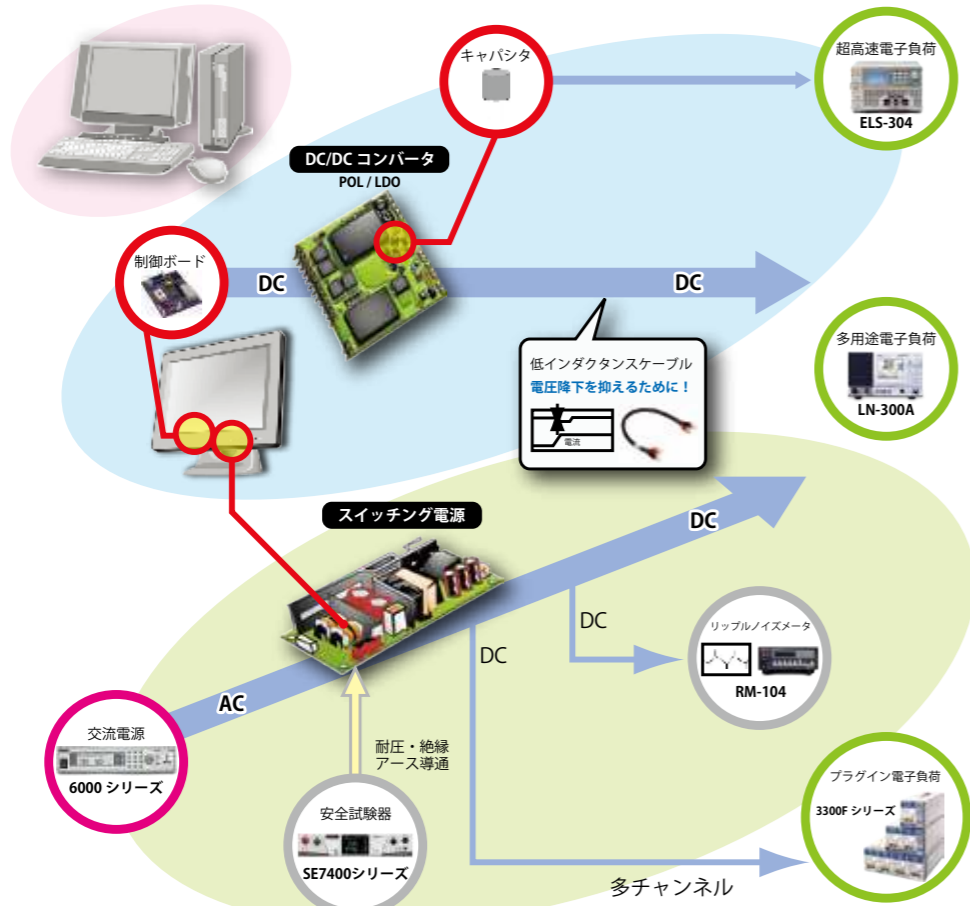 キャパシタ
超高速電子負荷
ELS-304
DC/DC コンバータ
POL / LDO
制御ボード
DC
DC
低インダクタンスケーブル
電圧降下を抑えるために！
電流
多用途電子負荷
LN-300A
スイッチング電源
DC
DC
DC
リップルノイズメータ
RM-104
AC
交流電源
6000 シリーズ
耐圧・絶縁
アース導通
安全試験器
SE7400シリーズ
プラグイン電子負荷
3300F シリーズ
多チャンネル